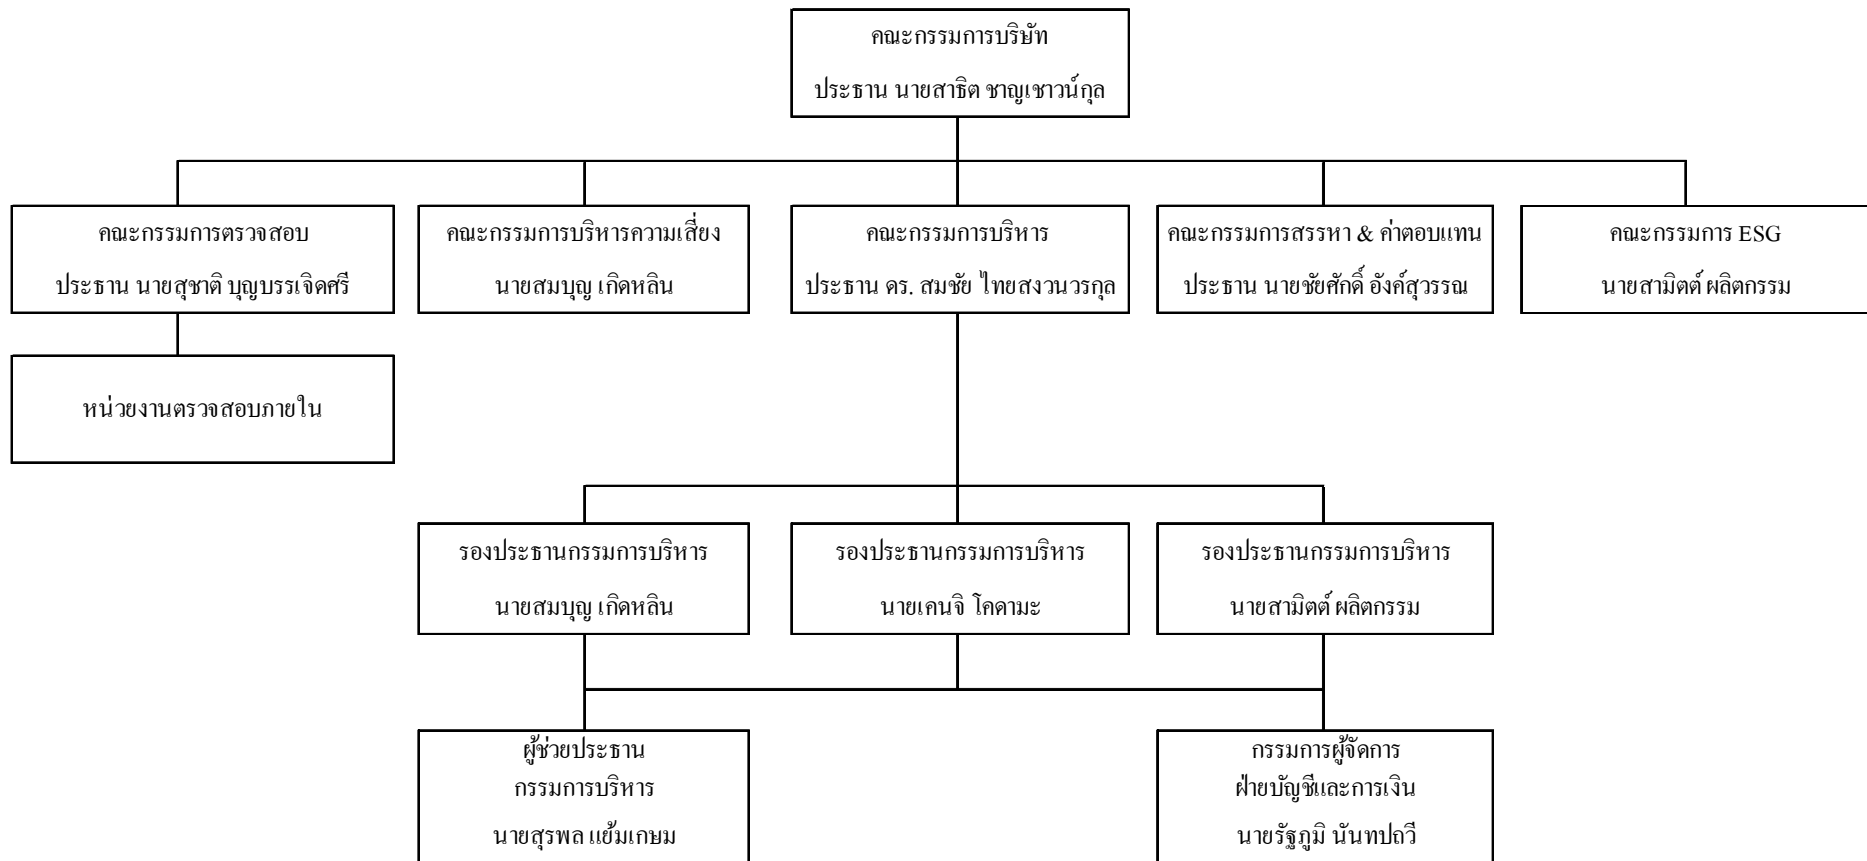 คณะกรรมการบริษัท
ประธาน นายสาธิต ชาญเชาวน์กุล
คณะกรรมการตรวจสอบ
ประธาน นายสุชาติ บุญบรรเจิดศรี
คณะกรรมการบริหารความเสี่ยง
นายสมบุญ เกิดหลิน
คณะกรรมการบริหาร
ประธาน ดร. สมชัย ไทยสงวนวรกุล
คณะกรรมการสรรหา & ค่าตอบแทน
ประธาน นายชัยศักดิ์ อังค์สุวรรณ
คณะกรรมการ ESG
นายสามิตต์ ผลิตกรรม
หน่วยงานตรวจสอบภายใน
รองประธานกรรมการบริหาร
นายสมบุญ เกิดหลิน
รองประธานกรรมการบริหาร
นายเคนจิ โคดามะ
รองประธานกรรมการบริหาร
นายสามิตต์ ผลิตกรรม
ผู้ช่วยประธาน
กรรมการบริหาร
นายสุรพล แย้มเกษม
กรรมการผู้จัดการ
ฝ่ายบัญชีและการเงิน
นายรัฐภูมิ นันทปถวี